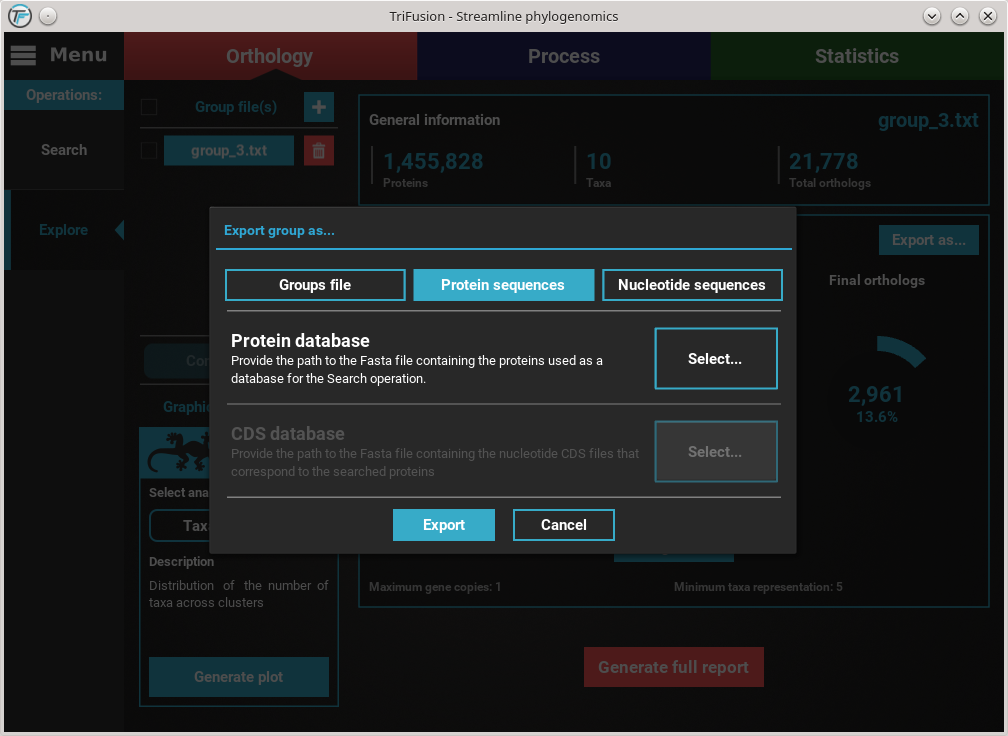 TriFusion - Streamline phylogenomics
Menu
Orthology
Process
Statistics
Operations:
Search
Explore
Group file(s)
group_3.txt
General information
group_3.txt
1,455,828
Proteins
10
Taxa
21,778
Total orthologs
Export as...
Final orthologs
2,961
13.6%
Export group as...
Groups file
Protein sequences
Nucleotide sequences
Protein database
Provide the path to the Fasta file containing the proteins used as a
database for the Search operation.
Select...
CDS database
Provide the path to the Fasta file containing the nucleotide CDS files that
correspond to the searched proteins
Select...
Export
Cancel
Graphic
Select ana
Taxa
Description
Distribution of the number of
taxa across clusters
Generate plot
Maximum gene copies: 1
Minimum taxa representation: 5
Generate full report